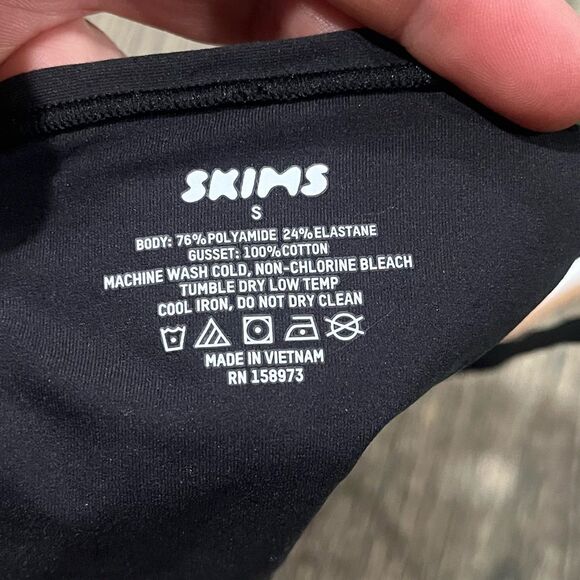 SKIMS
S
BODY: 76% POLYAMIDE 24% ELASTANE
GUSSET: 100% COTTON
MACHINE WASH COLD, NON-CHLORINE BLEACH
TUMBLE DRY LOW TEMP
COOL IRON, DO NOT DRY CLEAN
MADE IN VIETNAM
RN 158973